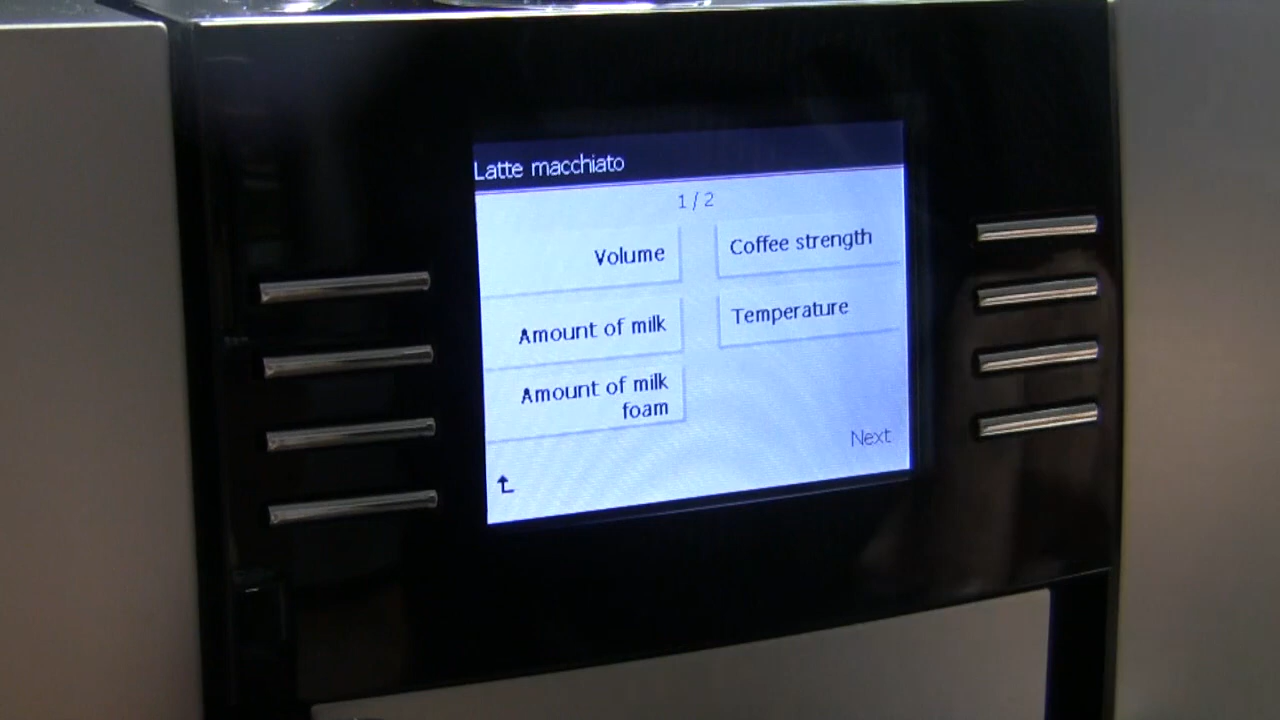 Latte macchiato
1 / 2
Volume
Coffee strength
Amount of milk
Temperature
Amount of milk
foam
Next